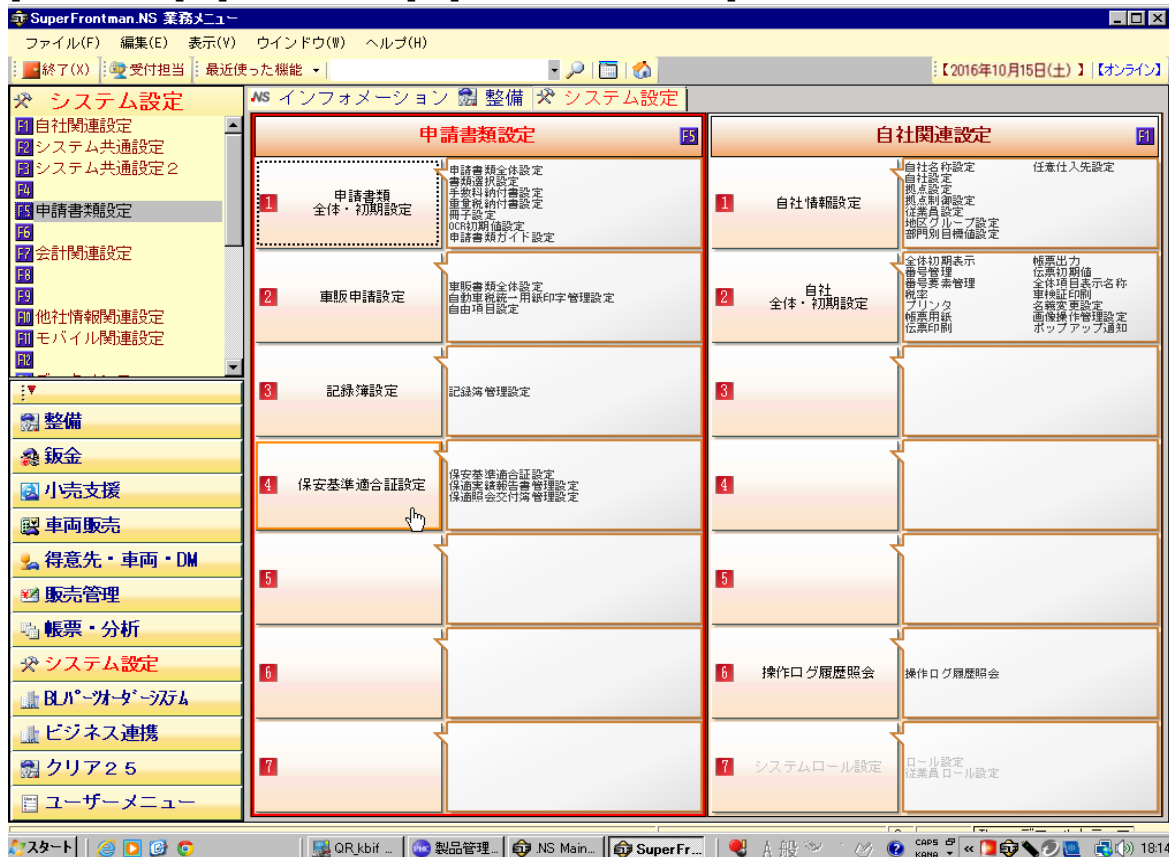 SuperFrontman.NS 業務メニュー
ファイル(F) 編集(E) 表示(V) ウインドウ(W) ヘルプ(H)
終了(X) 受付担当 最近使った機能 【2016年10月15日(土) 】 【オンライン】
システム設定
F1 自社関連設定
F2 システム共通設定
F3 システム共通設定２
F4
F5 申請書類設定
F6
F7 会計関連設定
F8
F9
F10 他社情報関連設定
F11 モバイル関連設定
F12
整備
鈑金
小売支援
車両販売
得意先・車両・DM
販売管理
帳票・分析
システム設定
BLパーツオーダーシステム
ビジネス連携
クリア２５
ユーザーメニュー
NS インフォメーション 整備 システム設定
申請書類設定 F5
1 申請書類
全体・初期設定
申請書類全体設定
書類選択設定
手数料納付書設定
重量税納付書設定
冊子設定
OCR初期値設定
申請書類ガイド設定
2 車販申請設定
車販書類全体設定
自動車税統一用紙印字管理設定
自由項目設定
3 記録簿設定
記録簿管理設定
4 保安基準適合証設定
保安基準適合証設定
保適実績報告書管理設定
保適照会交付簿管理設定
5
6
7
自社関連設定 F1
1 自社情報設定
自社名称設定 任意仕入先設定
自社設定
拠点設定
拠点制御設定
従業員設定
地区グループ設定
部門別目標値設定
2 自社
全体・初期設定
全体初期表示 帳票出力
番号管理 伝票初期値
番号要素管理 全体項目表示名称
税率 車検証印刷
プリンタ 名義変更設定
帳票用紙 画像操作管理設定
伝票印刷 ポップアップ通知
3
4
5
6 操作ログ履歴照会
操作ログ履歴照会
7 システムロール設定
ロール設定
従業員ロール設定
スタート QR_kbif ... 製品管理... .NS Main... SuperFr... A 般 CAPS KANA 18:14